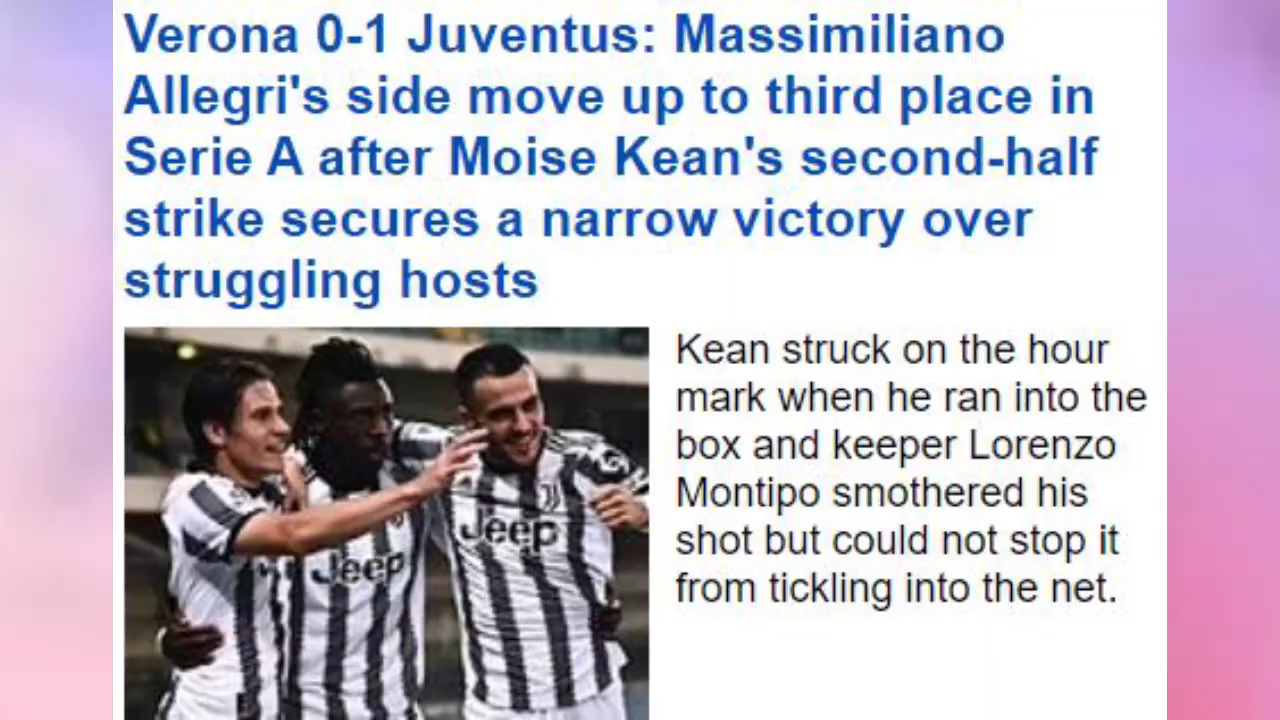 Verona 0-1 Juventus: Massimiliano
Allegri's side move up to third place in
Serie A after Moise Kean's second-half
strike secures a narrow victory over
struggling hosts
Kean struck on the hour
mark when he ran into the
box and keeper Lorenzo
Montipo smothered his
shot but could not stop it
from tickling into the net.
Jeep
Jeep